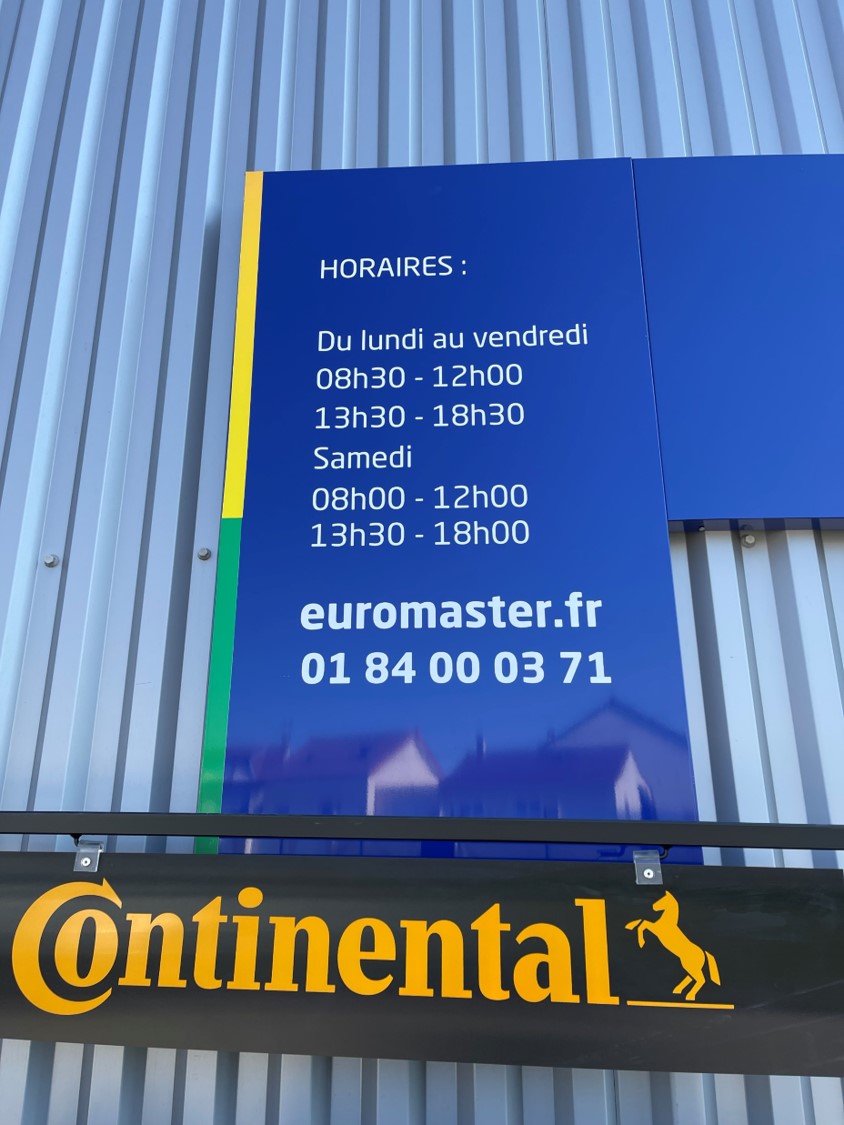 HORAIRES :
Du lundi au vendredi
08h30 - 12h00
13h30 - 18h30
Samedi
08h00 - 12h00
13h30 - 18h00
euromaster.fr
01 84 00 03 71
Continental